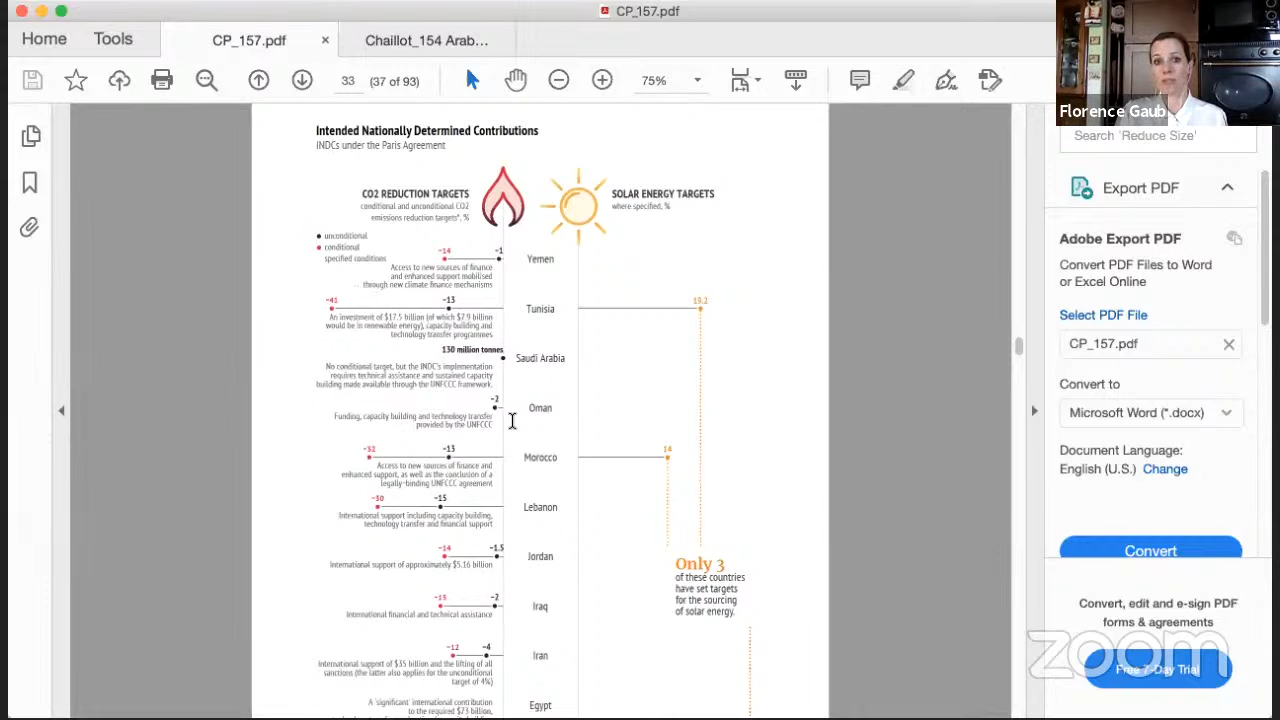 CP_157.pdf
Home
Tools
CP_157.pdf
×
Chaillot_154 Arab…
33
(37 of 93)
75%
Florence Gaub
Search 'Reduce Size'
Intended Nationally Determined Contributions
INDCs under the Paris Agreement
CO2 REDUCTION TARGETS
conditional and unconditional CO2
emissions reduction targets*, %
SOLAR ENERGY TARGETS
where specified, %
unconditional
conditional
specified conditions
-14
-1
Yemen
Access to new sources of finance
and enhanced support mobilised
through new climate finance mechanisms
-41
-13
Tunisia
19.2
An investment of $17.5 billion (of which $7.9 billion
would be in renewable energy), capacity building and
technology transfer programmes
130 million tonnes
Saudi Arabia
No conditional target, but the INDC's implementation
requires technical assistance and sustained capacity
building made available through the UNFCCC framework.
-2
Oman
Funding, capacity building and technology transfer
provided by the UNFCCC
-32
-13
Morocco
14
Access to new sources of finance and
enhanced support, as well as the conclusion of a
legally-binding UNFCCC agreement
-30
-15
Lebanon
International support including capacity building,
technology transfer and financial support
-14
-1.5
Jordan
International support of approximately $5.16 billion
Only 3
of these countries
have set targets
for the sourcing
of solar energy.
-15
-2
Iraq
International financial and technical assistance
-12
-4
Iran
International support of $35 billion and the lifting of all
sanctions (the latter also applies for the unconditional
target of 4%)
Egypt
A 'significant' international contribution
to the required $73 billion,
Export PDF
Adobe Export PDF
Convert PDF Files to Word
or Excel Online
Select PDF File
CP_157.pdf
Convert to
Microsoft Word (*.docx)
Document Language:
English (U.S.) Change
Convert
Convert, edit and e-sign PDF
forms & agreements
Free 7-Day Trial
zoom